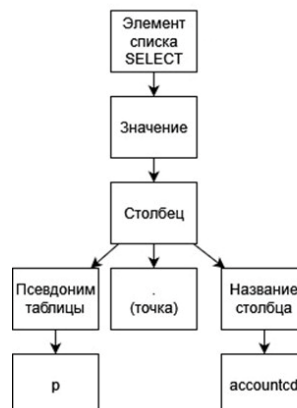 Элемент
списка
SELECT
Значение
Столбец
Псевдоним
таблицы
.
(точка)
Название
столбца
p
accountcd